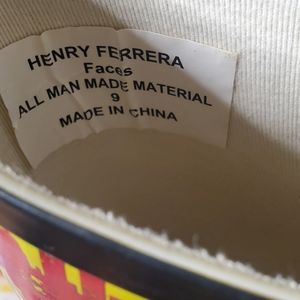 HENRY FERRERA
Faces
ALL MAN MADE MATERIAL
9
MADE IN CHINA